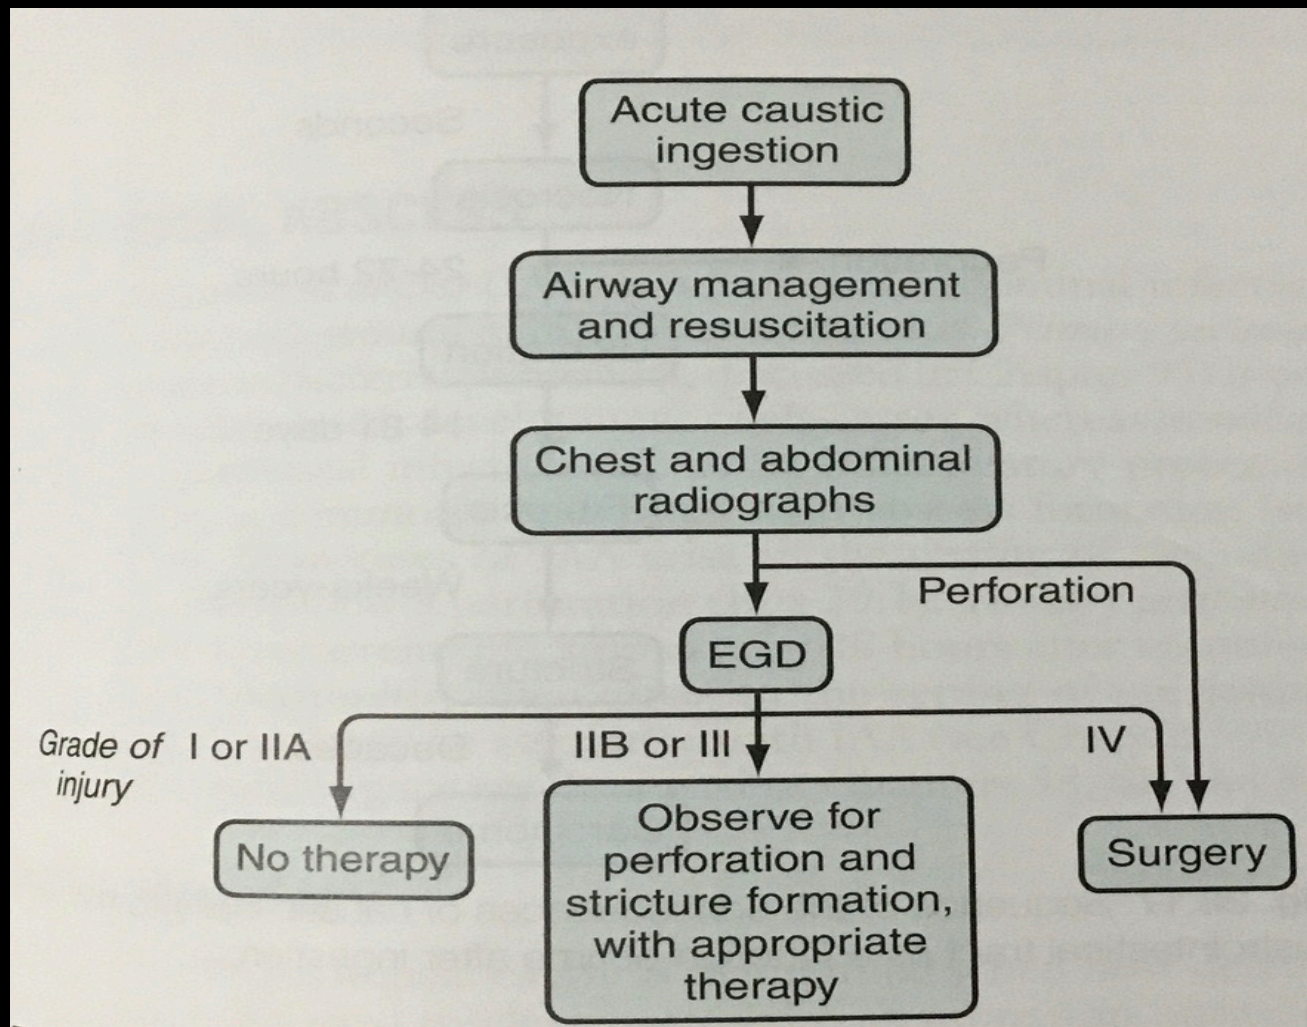 Acute caustic
ingestion
Airway management
and resuscitation
Chest and abdominal
radiographs
Perforation
EGD
Grade of
injury
I or IIA
IIB or III
IV
No therapy
Observe for
perforation and
stricture formation,
with appropriate
therapy
Surgery